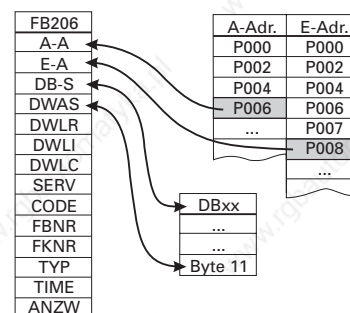 FB206
A-A
E-A
DB-S
DWAS
DWLR
DWLI
DWLC
SERV
CODE
FBNR
FKNR
TYP
TIME
ANZW
A-Adr. E-Adr.
P000 P000
P002 P002
P004 P004
P006 P006
... P007
P008
...
DBxx
...
...
Byte 11